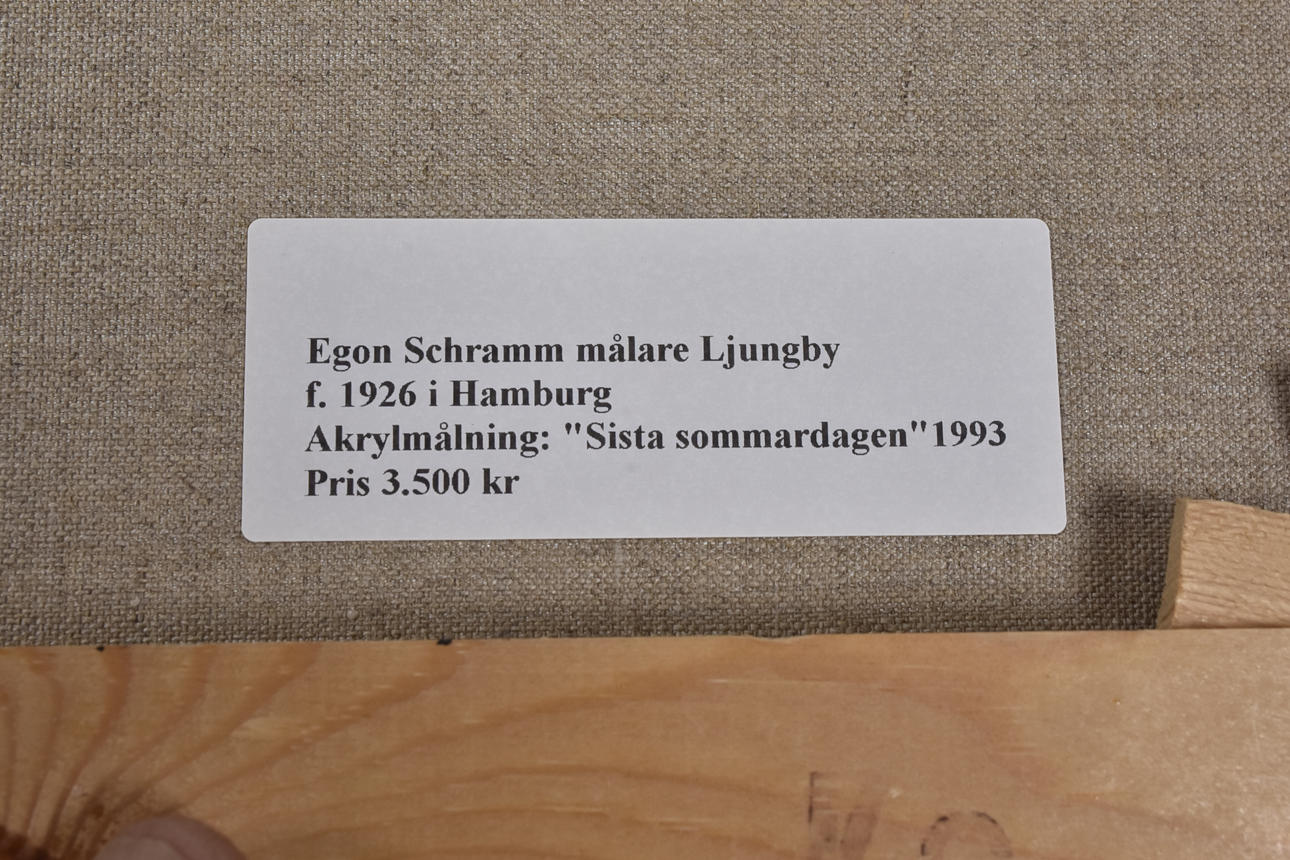 Egon Schramm målare Ljungby
f. 1926 i Hamburg
Akrylmålning: "Sista sommardagen"1993
Pris 3.500 kr